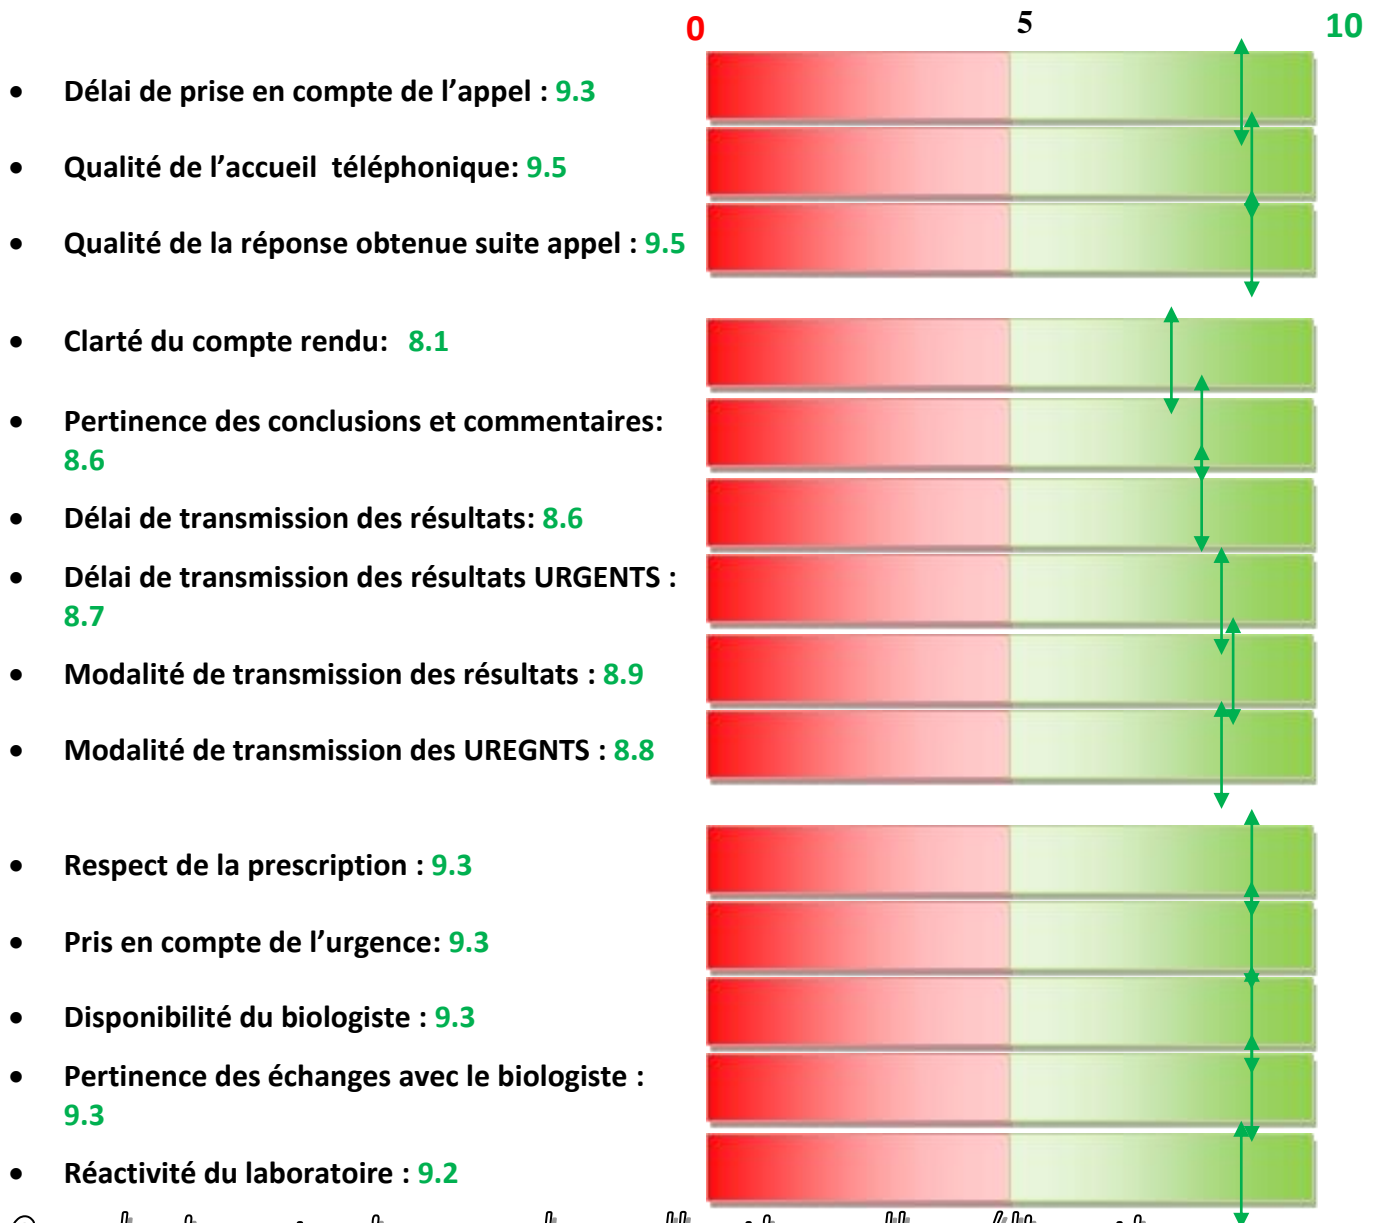 0 5 10
• Délai de prise en compte de l’appel : 9.3
• Qualité de l’accueil téléphonique: 9.5
• Qualité de la réponse obtenue suite appel : 9.5
• Clarté du compte rendu: 8.1
• Pertinence des conclusions et commentaires:
8.6
• Délai de transmission des résultats: 8.6
• Délai de transmission des résultats URGENTS :
8.7
• Modalité de transmission des résultats : 8.9
• Modalité de transmission des UREGNTS : 8.8
• Respect de la prescription : 9.3
• Pris en compte de l’urgence: 9.3
• Disponibilité du biologiste : 9.3
• Pertinence des échanges avec le biologiste :
9.3
• Réactivité du laboratoire : 9.2